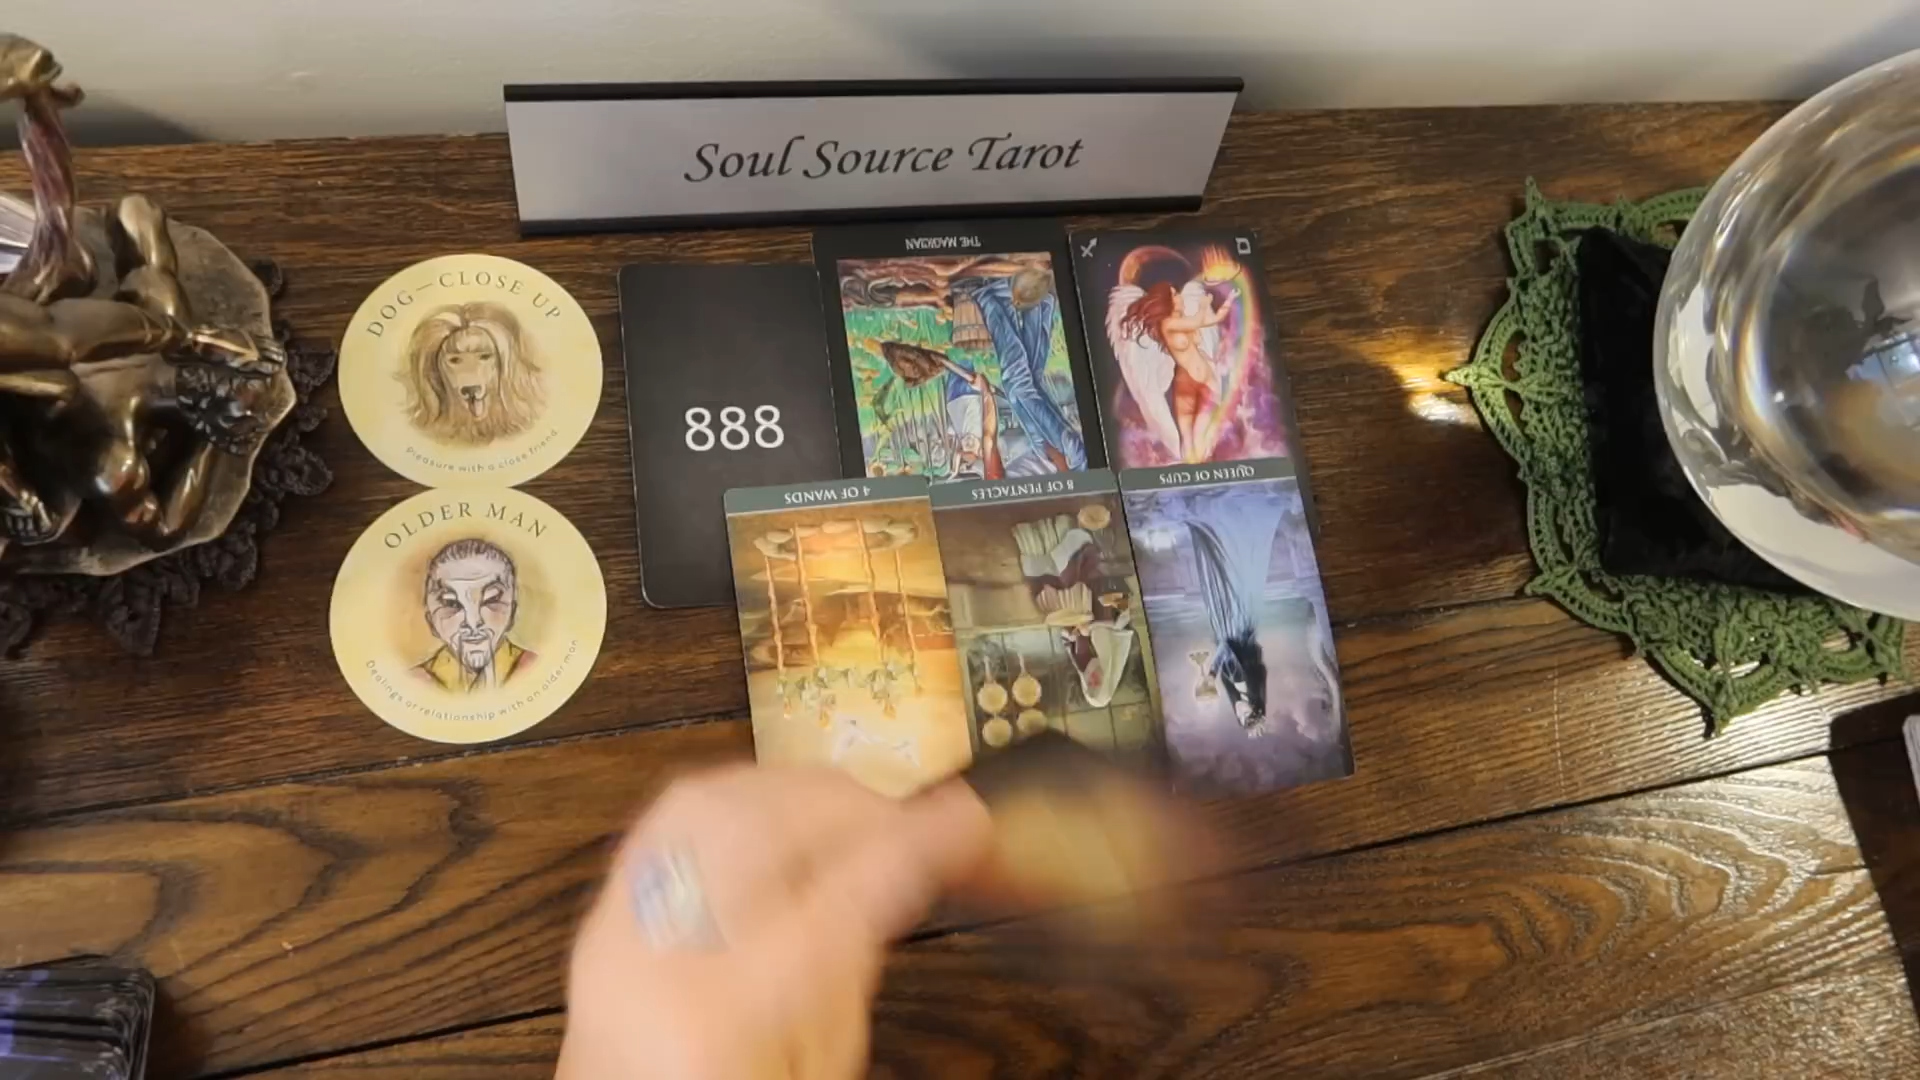 Soul Source Tarot
DOG—CLOSE UP
Pleasure with a close friend
OLDER MAN
Dealings or relationship with an older man
888
THE MAGICIAN
4 OF WANDS
8 OF PENTACLES
QUEEN OF CUPS